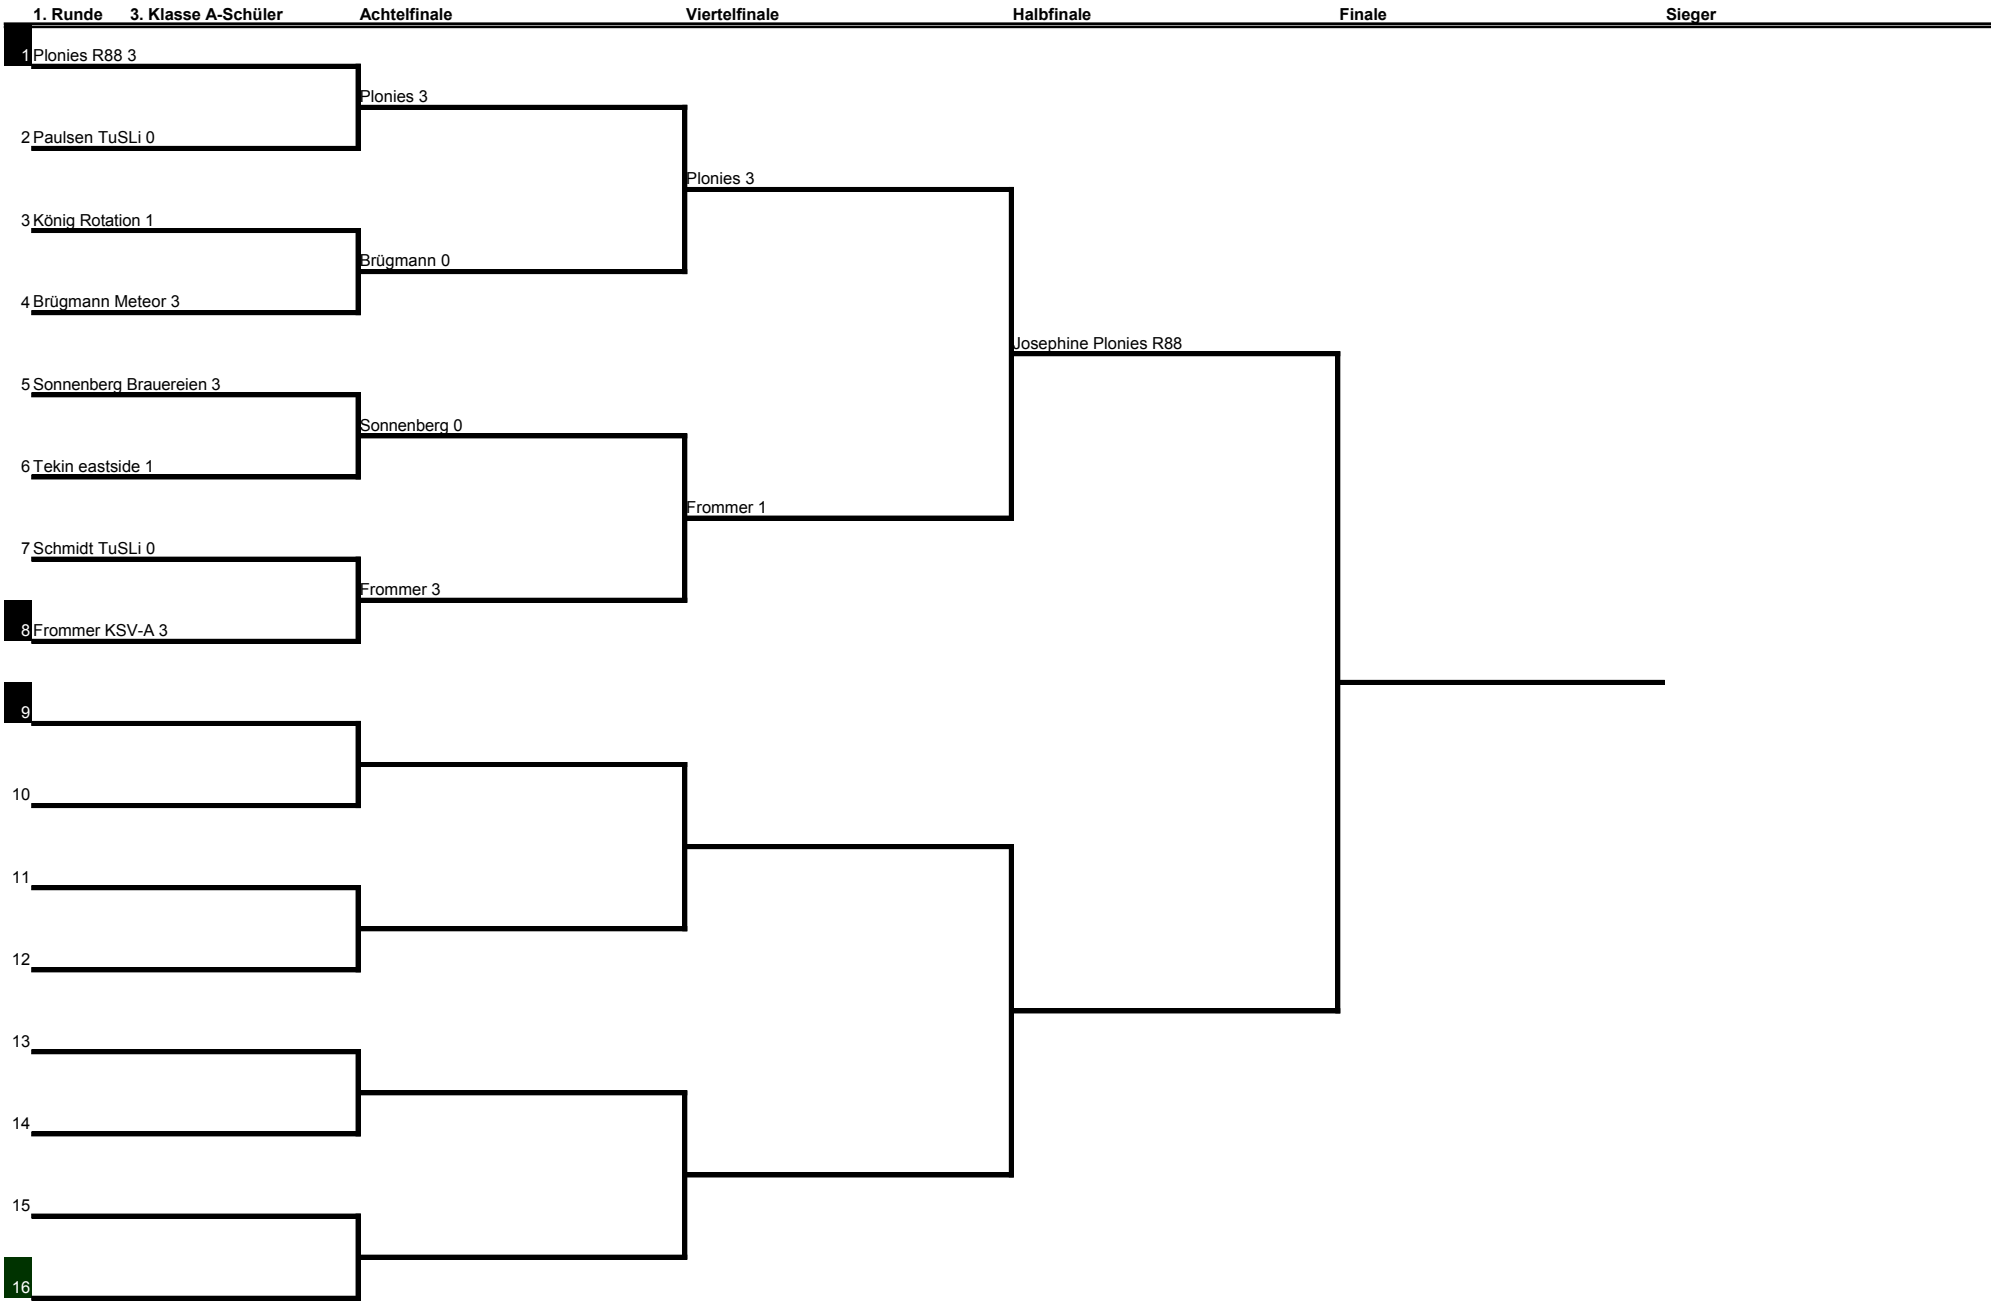 1. Runde 3. Klasse A-Schüler Achtelfinale Viertelfinale Halbfinale Finale Sieger
1 Plonies R88 3
Plonies 3
2 Paulsen TuSLi 0
Plonies 3
3 König Rotation 1
Brügmann 0
4 Brügmann Meteor 3
Josephine Plonies R88
5 Sonnenberg Brauereien 3
Sonnenberg 0
6 Tekin eastside 1
Frommer 1
7 Schmidt TuSLi 0
Frommer 3
8 Frommer KSV-A 3
9
10
11
12
13
14
15
16